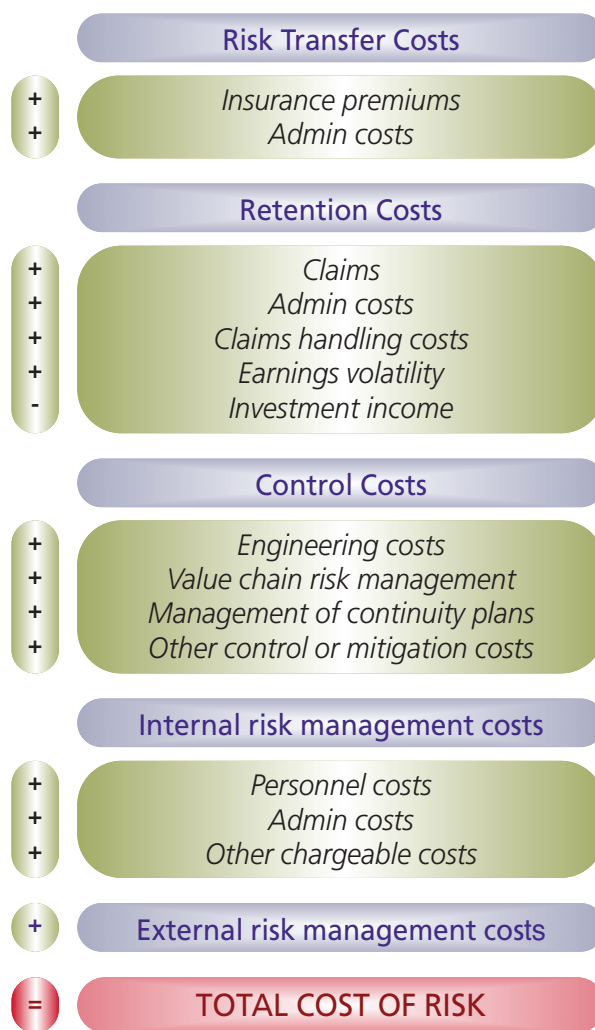 Risk Transfer Costs
+ Insurance premiums
+ Admin costs
Retention Costs
+ Claims
+ Admin costs
+ Claims handling costs
+ Earnings volatility
- Investment income
Control Costs
+ Engineering costs
+ Value chain risk management
+ Management of continuity plans
+ Other control or mitigation costs
Internal risk management costs
+ Personnel costs
+ Admin costs
+ Other chargeable costs
+ External risk management costs
= TOTAL COST OF RISK